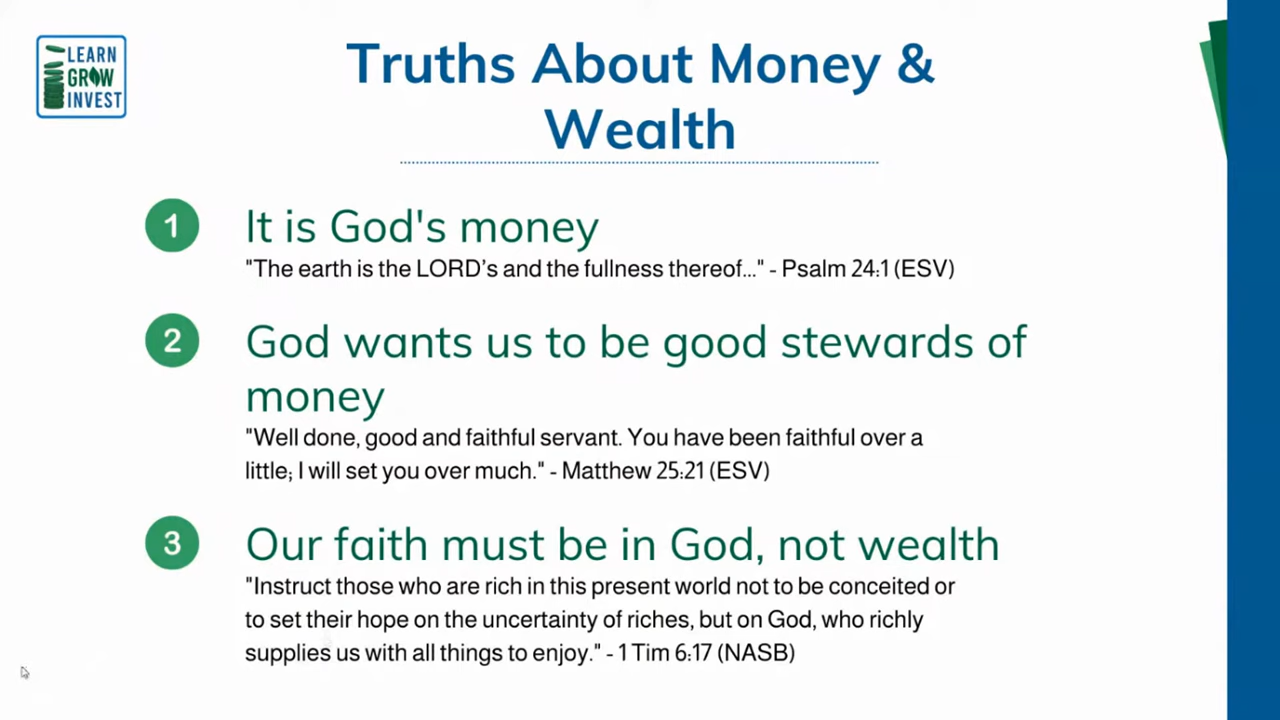 LEARN
GROW
INVEST
Truths About Money &
Wealth
1
It is God's money
"The earth is the LORD’s and the fullness thereof..." - Psalm 24:1 (ESV)
2
God wants us to be good stewards of
money
"Well done, good and faithful servant. You have been faithful over a
little; I will set you over much." - Matthew 25:21 (ESV)
3
Our faith must be in God, not wealth
"Instruct those who are rich in this present world not to be conceited or
to set their hope on the uncertainty of riches, but on God, who richly
supplies us with all things to enjoy." - 1 Tim 6:17 (NASB)